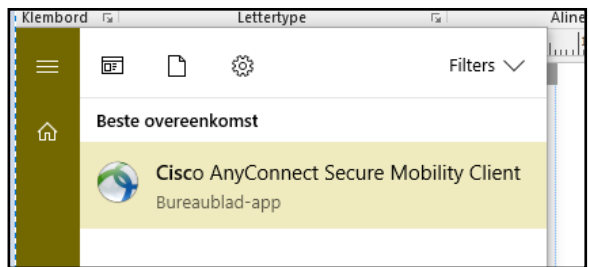 Klembord Lettertype Aline
Filters
Beste overeenkomst
Cisco AnyConnect Secure Mobility Client
Bureaublad-app